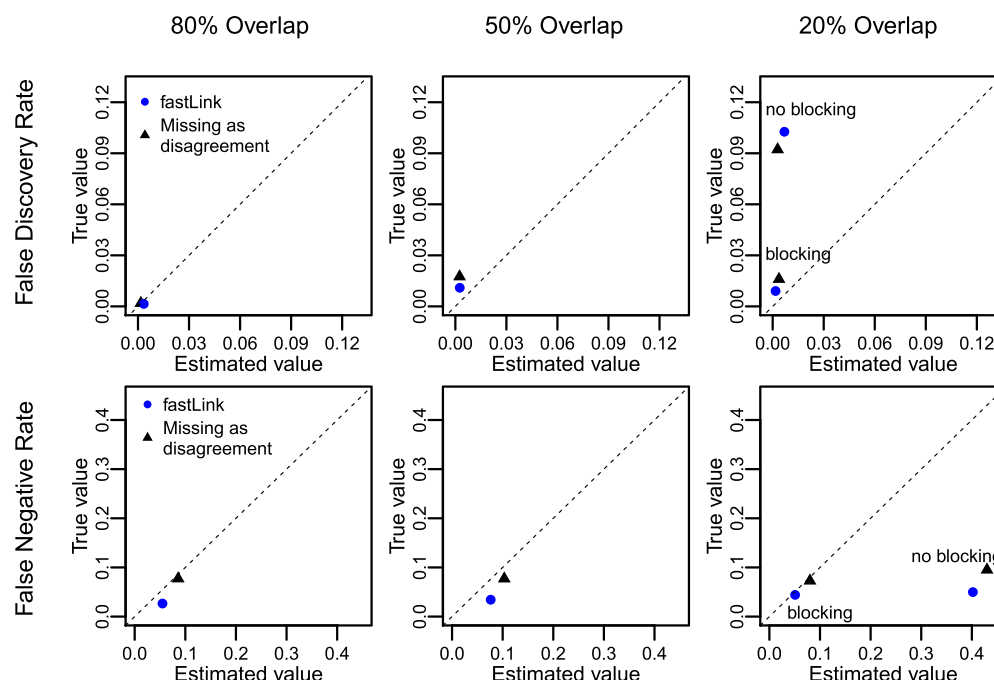 80% Overlap
50% Overlap
20% Overlap
False Discovery Rate
True value
0.00 0.03 0.06 0.09 0.12
fastLink
Missing as
disagreement
0.00 0.03 0.06 0.09 0.12
Estimated value
True value
0.00 0.03 0.06 0.09 0.12
0.00 0.03 0.06 0.09 0.12
Estimated value
True value
0.00 0.03 0.06 0.09 0.12
no blocking
blocking
0.00 0.03 0.06 0.09 0.12
Estimated value
False Negative Rate
True value
0.0 0.1 0.2 0.3 0.4
fastLink
Missing as
disagreement
0.0 0.1 0.2 0.3 0.4
Estimated value
True value
0.0 0.1 0.2 0.3 0.4
0.0 0.1 0.2 0.3 0.4
Estimated value
True value
0.0 0.1 0.2 0.3 0.4
no blocking
blocking
0.0 0.1 0.2 0.3 0.4
Estimated value